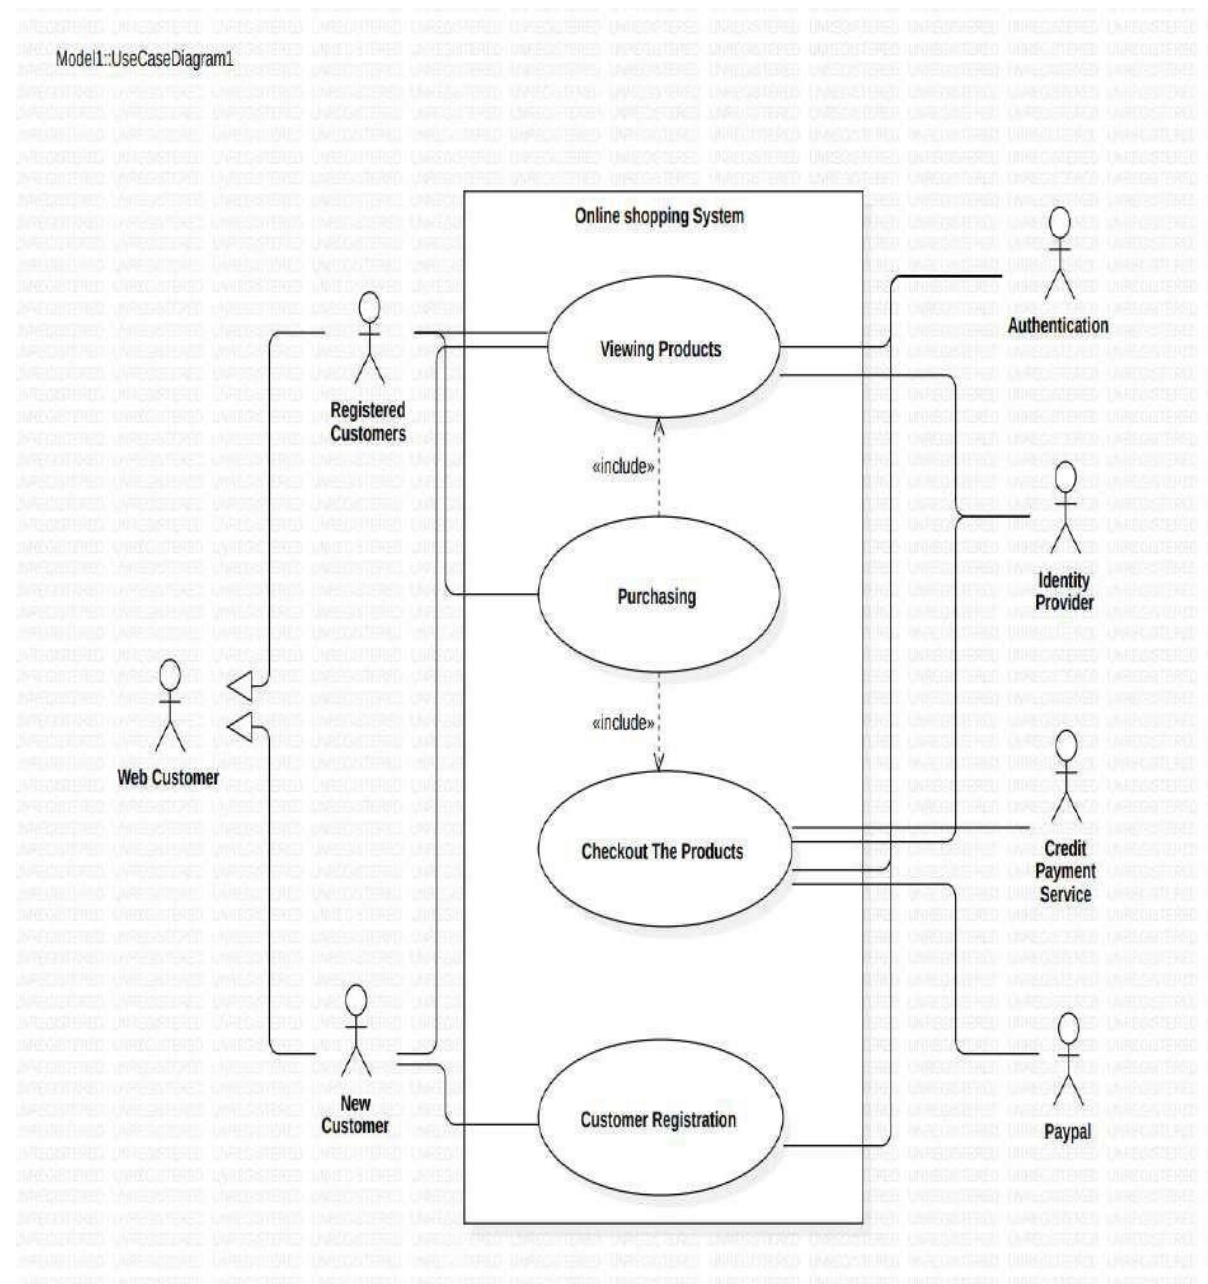 Model1::UseCaseDiagram1
Online shopping System
Authentication
Viewing Products
Registered
Customers
«include»
Identity
Provider
Purchasing
«include»
Web Customer
Checkout The Products
Credit
Payment
Service
New
Customer
Customer Registration
Paypal
UNREGISTERED